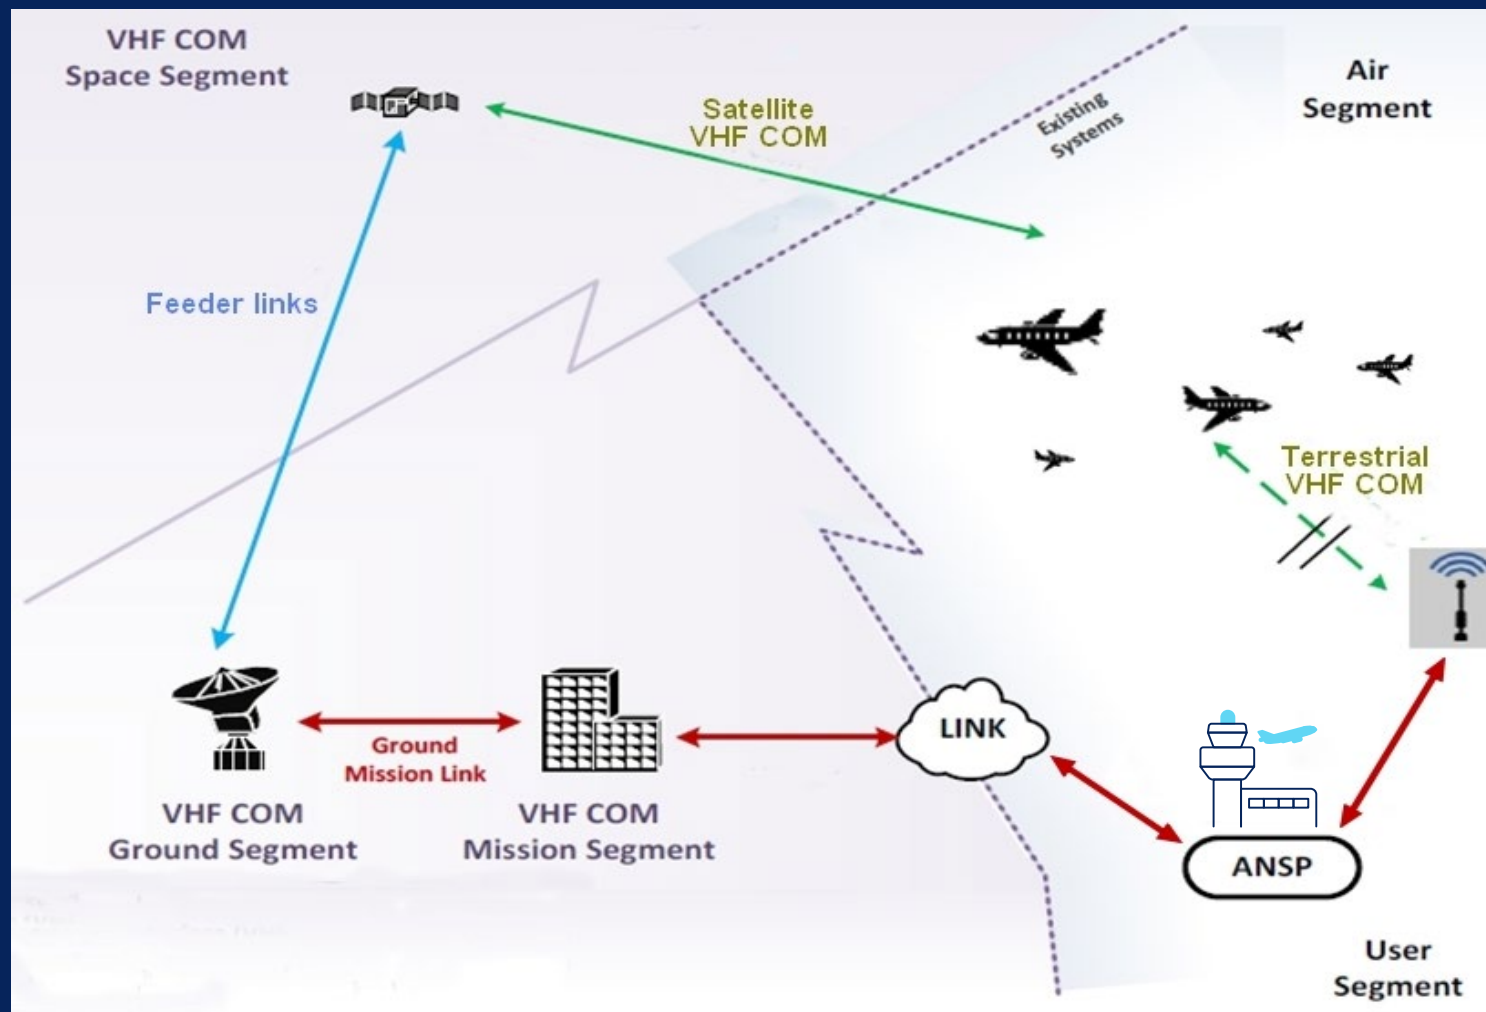 VHF COM
Space Segment
Satellite
VHF COM
Existing
Systems
Air
Segment
Feeder links
Terrestrial
VHF COM
LINK
Ground
Mission Link
VHF COM
Ground Segment
VHF COM
Mission Segment
ANSP
User
Segment